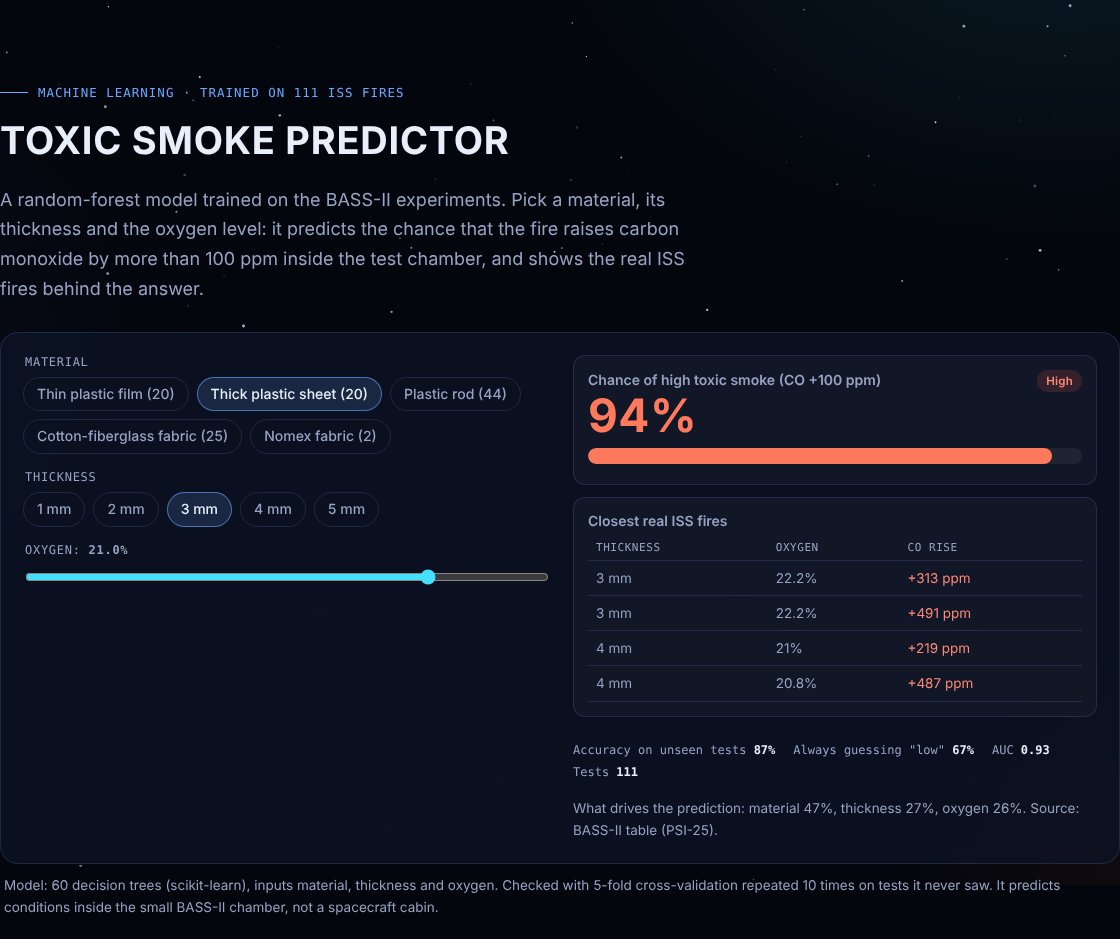 MACHINE LEARNING · TRAINED ON 111 ISS FIRES
TOXIC SMOKE PREDICTOR
A random-forest model trained on the BASS-II experiments. Pick a material, its
thickness and the oxygen level: it predicts the chance that the fire raises carbon
monoxide by more than 100 ppm inside the test chamber, and shows the real ISS
fires behind the answer.
MATERIAL
Thin plastic film (20) Thick plastic sheet (20) Plastic rod (44)
Cotton-fiberglass fabric (25) Nomex fabric (2)
THICKNESS
1 mm 2 mm 3 mm 4 mm 5 mm
OXYGEN: 21.0%
Chance of high toxic smoke (CO +100 ppm) High
94%
Closest real ISS fires
THICKNESS OXYGEN CO RISE
3 mm 22.2% +313 ppm
3 mm 22.2% +491 ppm
4 mm 21% +219 ppm
4 mm 20.8% +487 ppm
Accuracy on unseen tests 87% Always guessing "low" 67% AUC 0.93
Tests 111
What drives the prediction: material 47%, thickness 27%, oxygen 26%. Source:
BASS-II table (PSI-25).
Model: 60 decision trees (scikit-learn), inputs material, thickness and oxygen. Checked with 5-fold cross-validation repeated 10 times on tests it never saw. It predicts
conditions inside the small BASS-II chamber, not a spacecraft cabin.